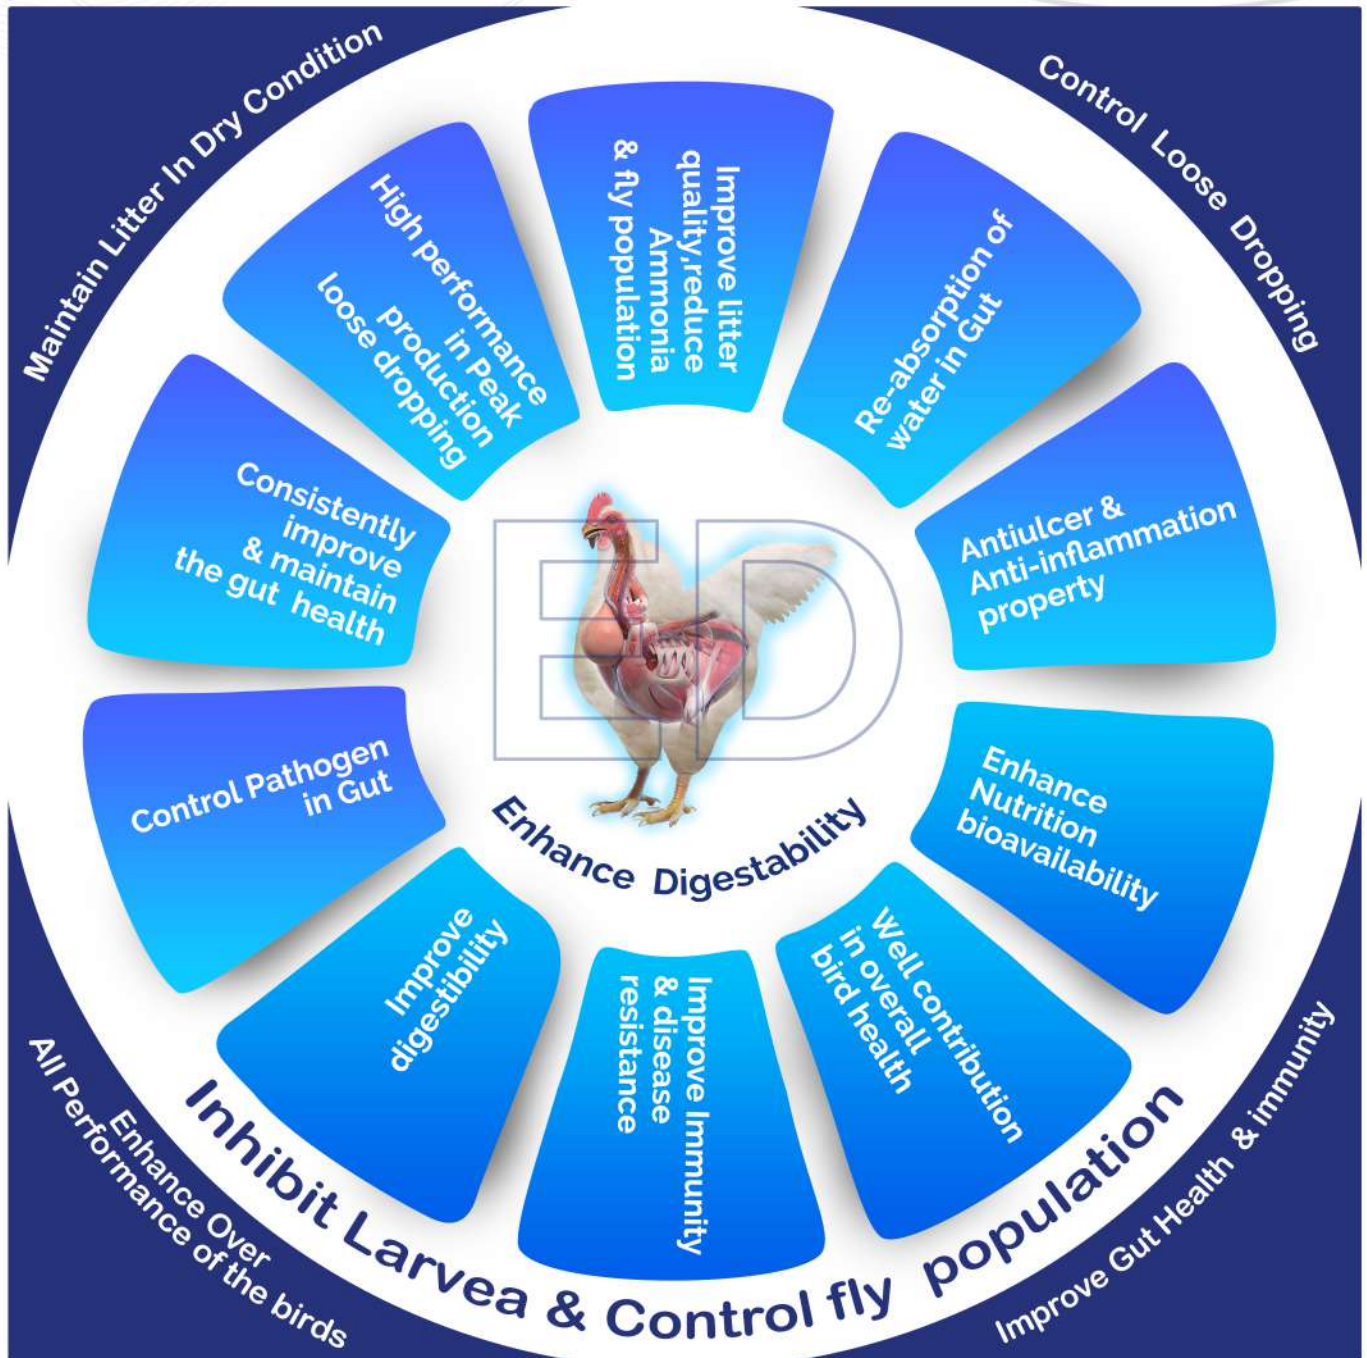 Maintain Litter In Dry Condition
Control Loose Dropping
Improve litter
quality,reduce
Ammonia
& fly population
Re-absorption of
water in Gut
Antiulcer &
Anti-inflammation
property
Enhance
Nutrition
bioavailability
Well contribution
in overall
bird health
Improve Immunity
& disease
resistance
Improve
digestibility
Control Pathogen
in Gut
Consistently
improve
& maintain
the gut health
High performance
in Peak
production
loose dropping
ED
Enhance Digestability
Inhibit Larvea & Control fly population
Enhance Over
All Performance of the birds
Improve Gut Health & immunity